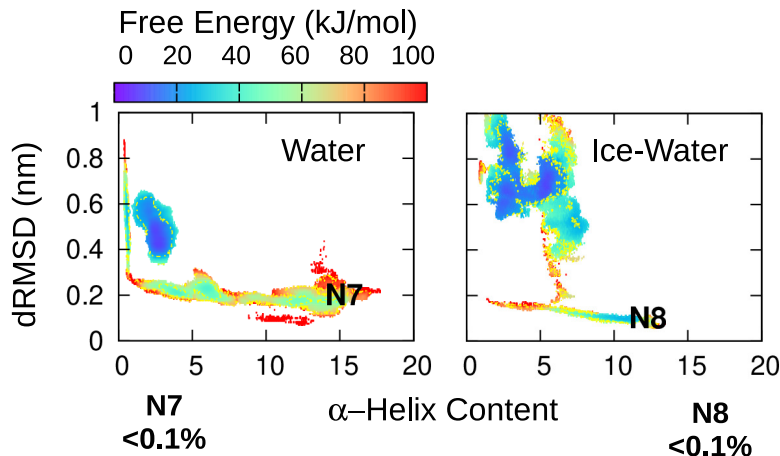 Free Energy (kJ/mol)
0 20 40 60 80 100
dRMSD (nm)
1
0.8
0.6
0.4
0.2
0
Water
N7
0 5 10 15 20
Ice-Water
N8
0 5 10 15 20
α−Helix Content
N7
<0.1%
N8
<0.1%